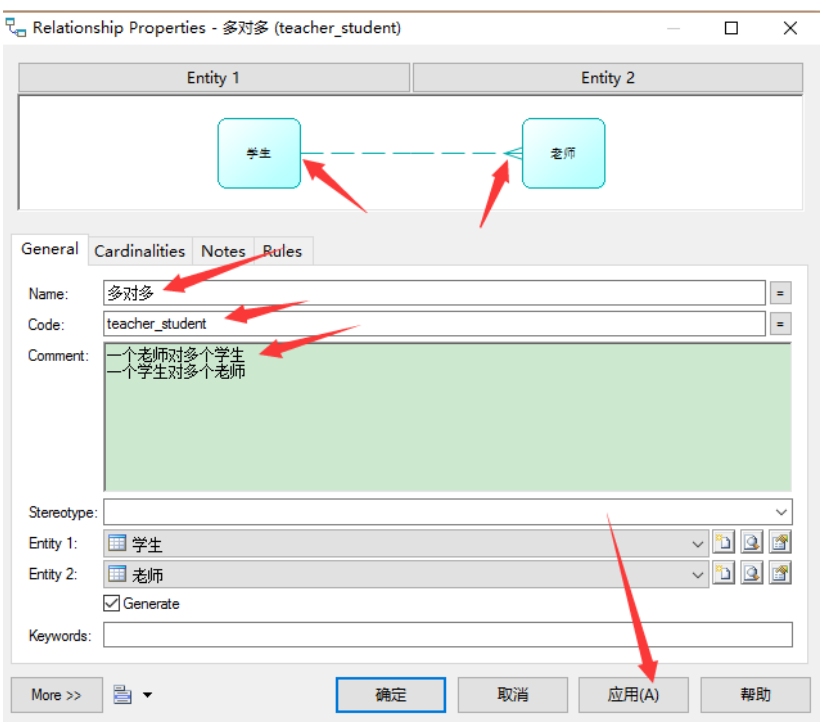 Relationship Properties - 多对多 (teacher_student)
Entity 1 Entity 2
学生 老师
General Cardinalities Notes Rules
Name: 多对多 =
Code: teacher_student =
Comment: 一个老师对多个学生
一个学生对多个老师
Stereotype:
Entity 1: 学生
Entity 2: 老师
Generate
Keywords:
More >> 确定 取消 应用(A) 帮助